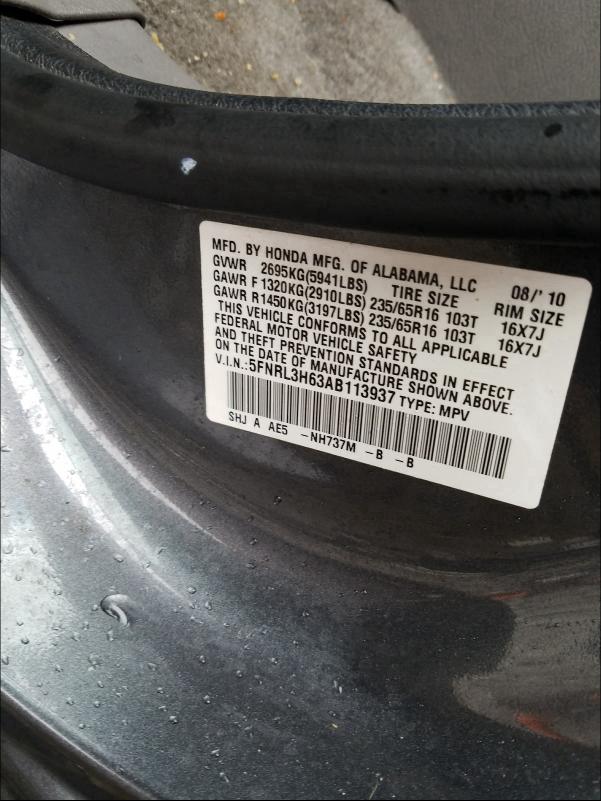 MFD. BY HONDA MFG. OF ALABAMA, LLC 08/' 10
GVWR 2695KG(5941LBS) TIRE SIZE RIM SIZE
GAWR F 1320KG(2910LBS) 235/65R16 103T 16X7J
GAWR R1450KG(3197LBS) 235/65R16 103T 16X7J
THIS VEHICLE CONFORMS TO ALL APPLICABLE
FEDERAL MOTOR VEHICLE SAFETY
AND THEFT PREVENTION STANDARDS IN EFFECT
ON THE DATE OF MANUFACTURE SHOWN ABOVE.
V.I.N.:5FNRL3H63AB113937 TYPE: MPV
SHJ A AE5 -NH737M -B -B